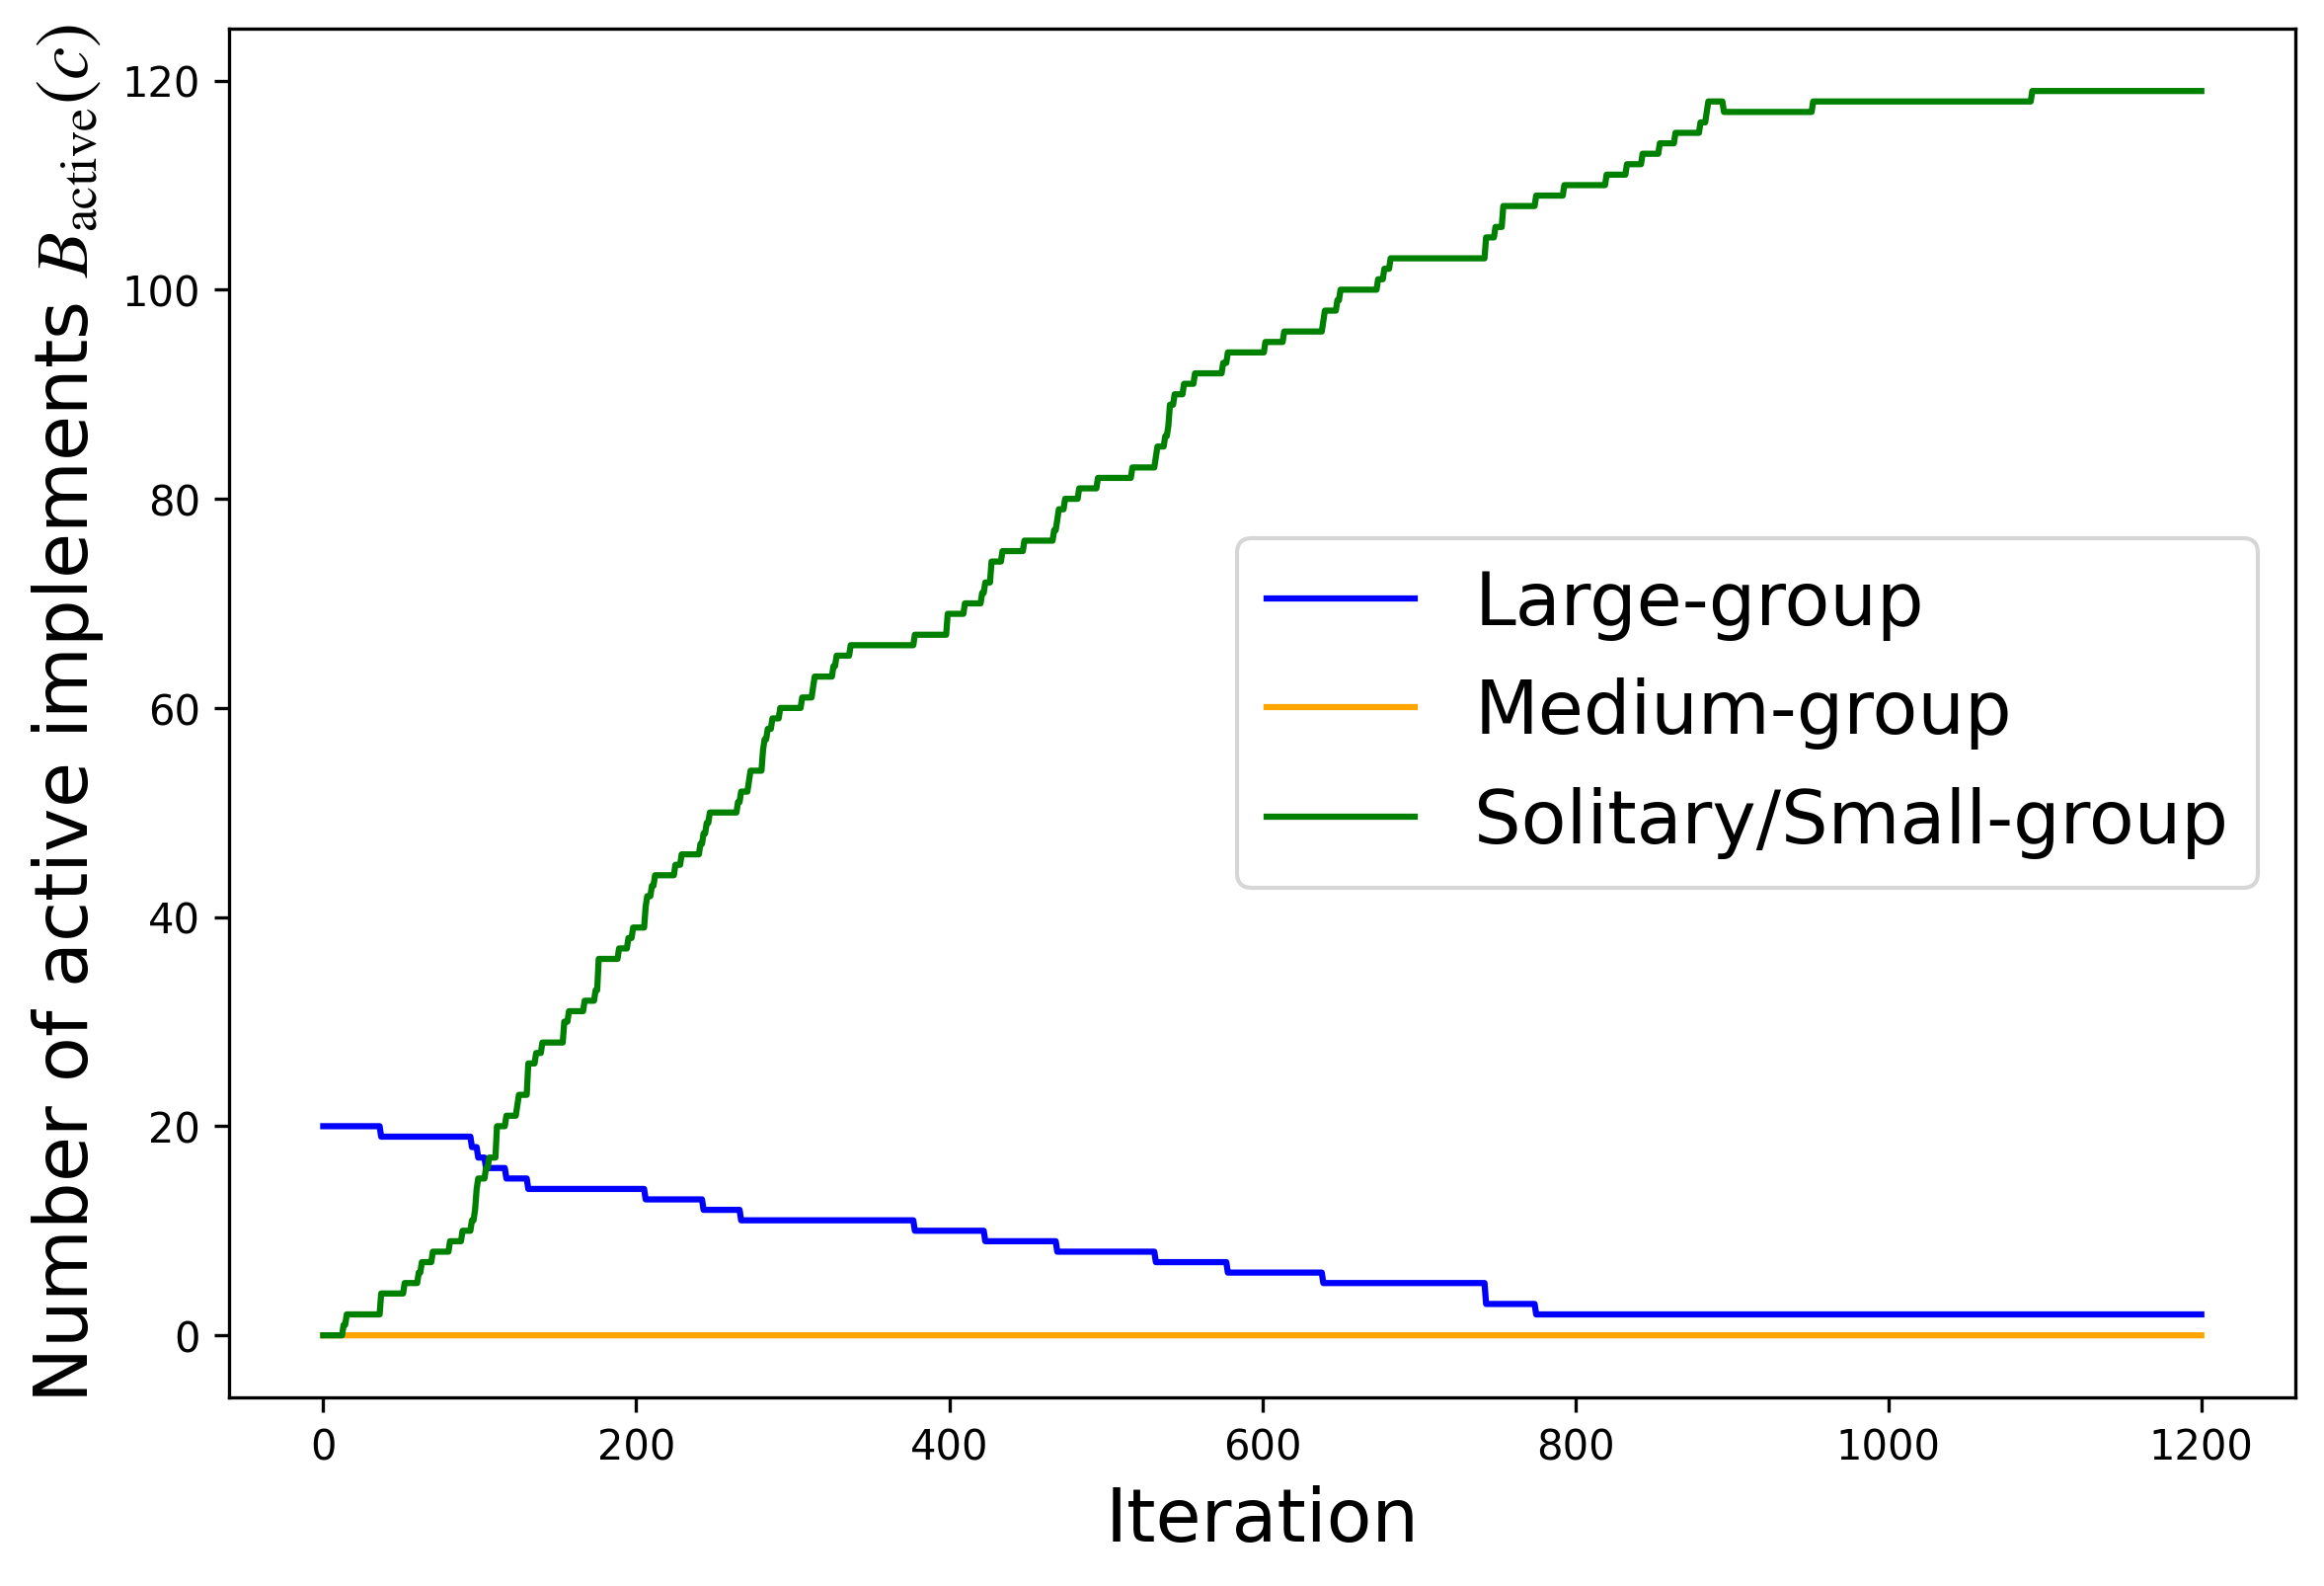 Number of active implements B_active(c)
120
100
80
60
40
20
0
Large-group
Medium-group
Solitary/Small-group
0 200 400 600 800 1000 1200
Iteration